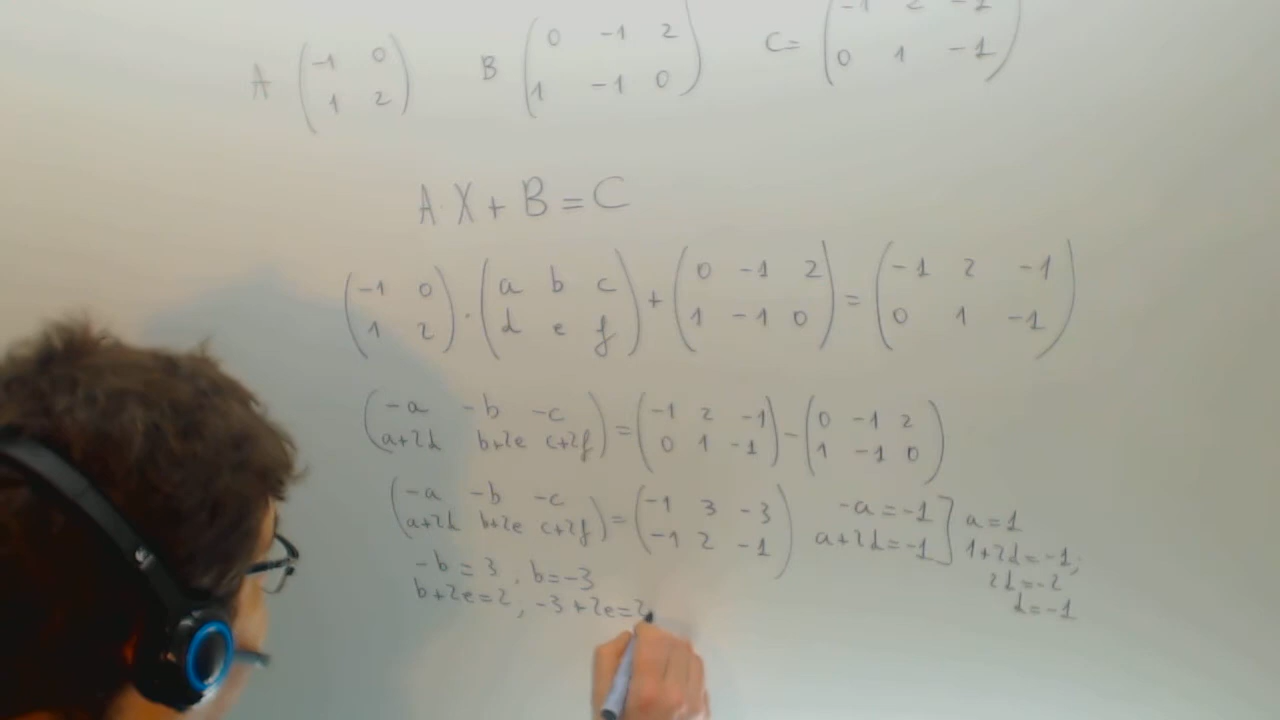 A (-1 0 B (0 -1 2 C= (-1 2 -1
1 2) 1 -1 0) 0 1 -1)
A·X+B=C
(-1 0 · (a b c + (0 -1 2 = (-1 2 -1
1 2) d e f) 1 -1 0) 0 1 -1)
(-a -b -c = (-1 2 -1 - (0 -1 2
a+2d b+2e c+2f) 0 1 -1) 1 -1 0)
(-a -b -c = (-1 3 -3 -a=-1 ] a=1
a+2d b+2e c+2f) -1 2 -1) a+2d=-1 1+2d=-1;
2d=-2
d=-1
-b=3, b=-3
b+2e=2, -3+2e=2